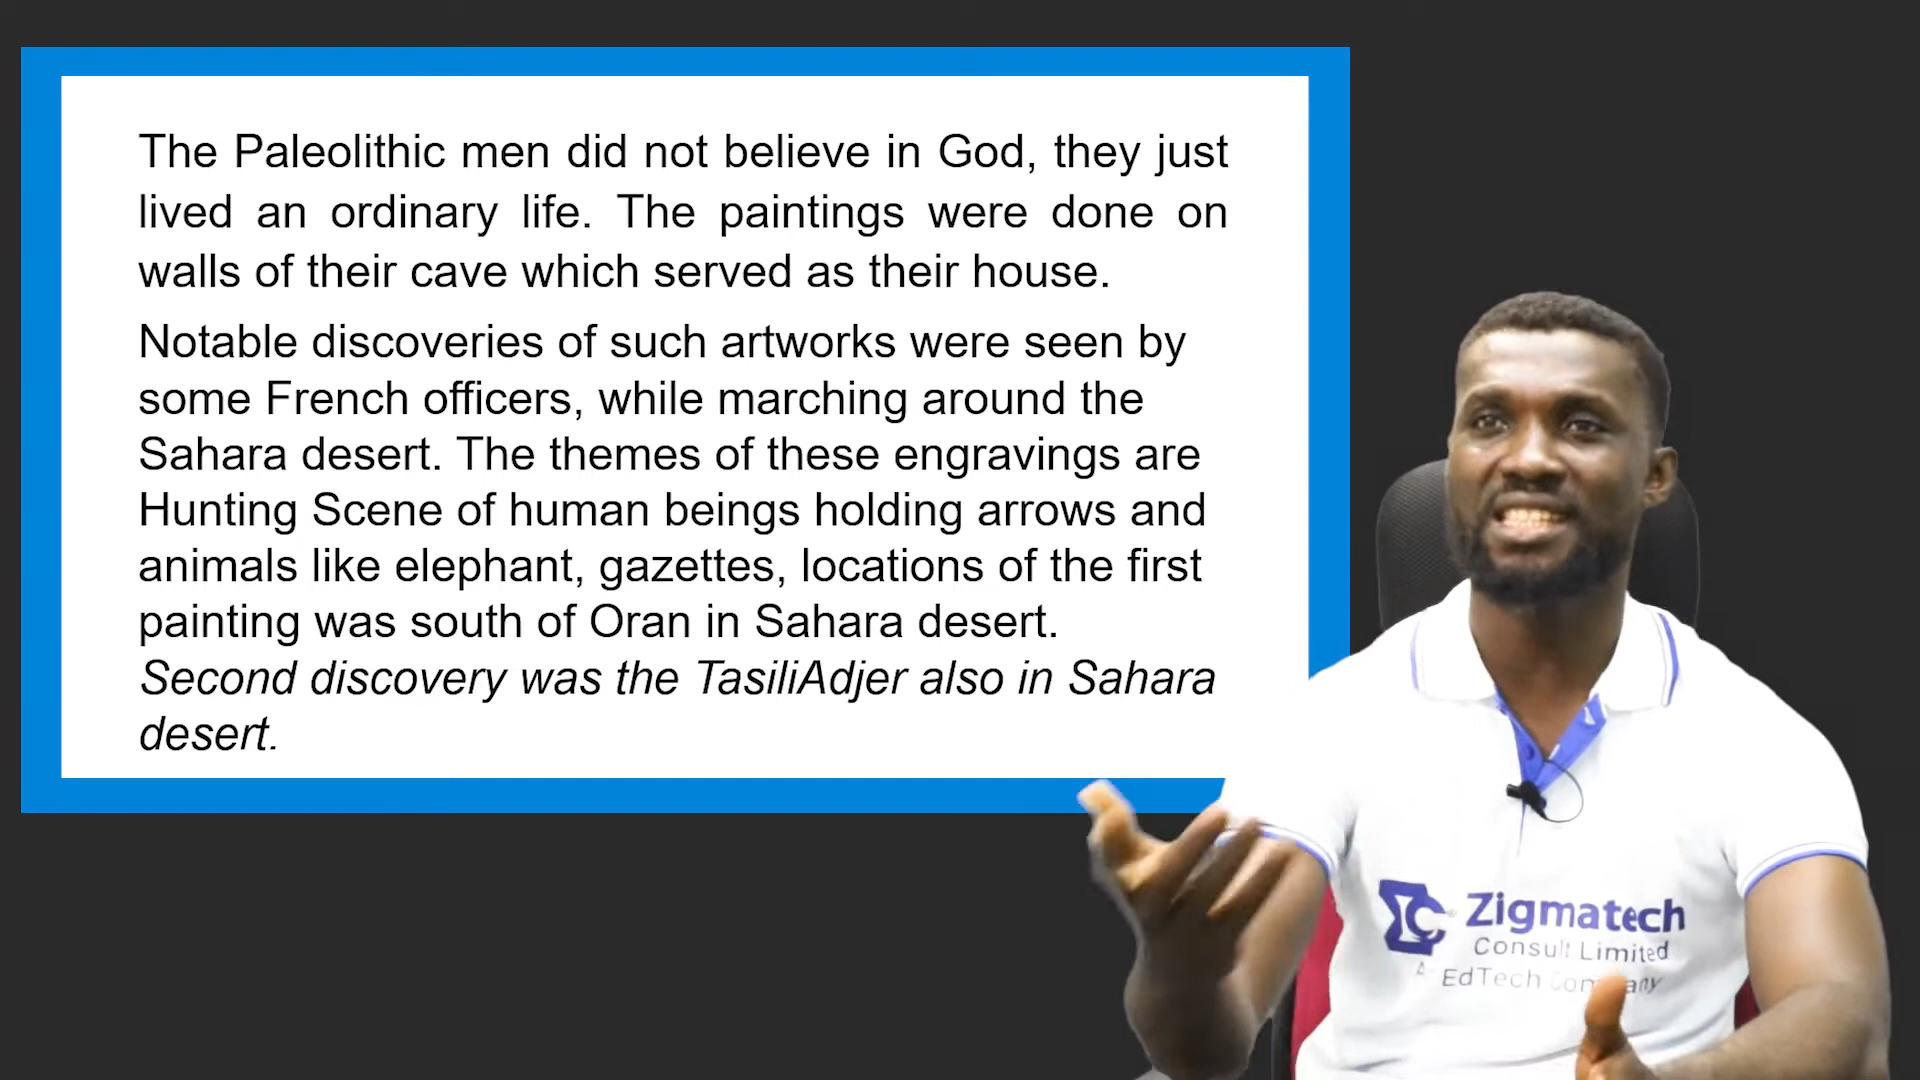 The Paleolithic men did not believe in God, they just
lived an ordinary life. The paintings were done on
walls of their cave which served as their house.
Notable discoveries of such artworks were seen by
some French officers, while marching around the
Sahara desert. The themes of these engravings are
Hunting Scene of human beings holding arrows and
animals like elephant, gazettes, locations of the first
painting was south of Oran in Sahara desert.
Second discovery was the TasiliAdjer also in Sahara
desert.
Zigmatech
Consult Limited
EdTech